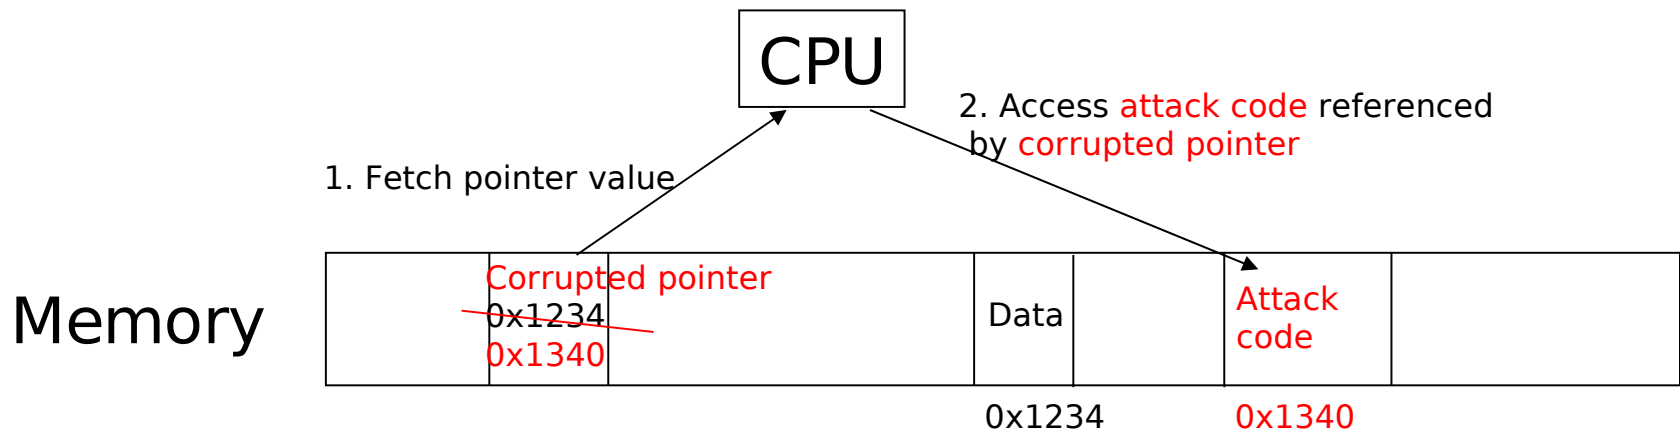 CPU
2. Access attack code referenced
by corrupted pointer
1. Fetch pointer value
Memory
Corrupted pointer
0x1234
0x1340
Data
Attack
code
0x1234
0x1340